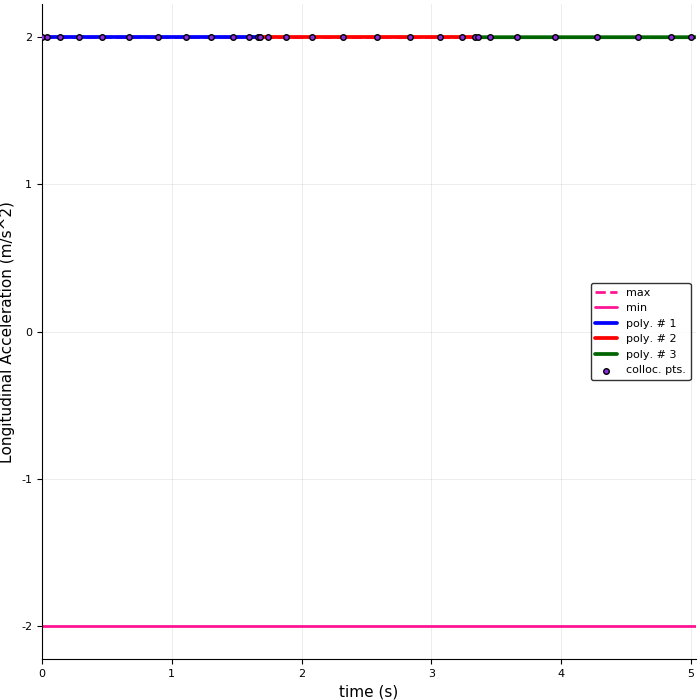 2
1
0
-1
-2
Longitudinal Acceleration (m/s^2)
max
min
poly. # 1
poly. # 2
poly. # 3
colloc. pts.
0 1 2 3 4 5
time (s)